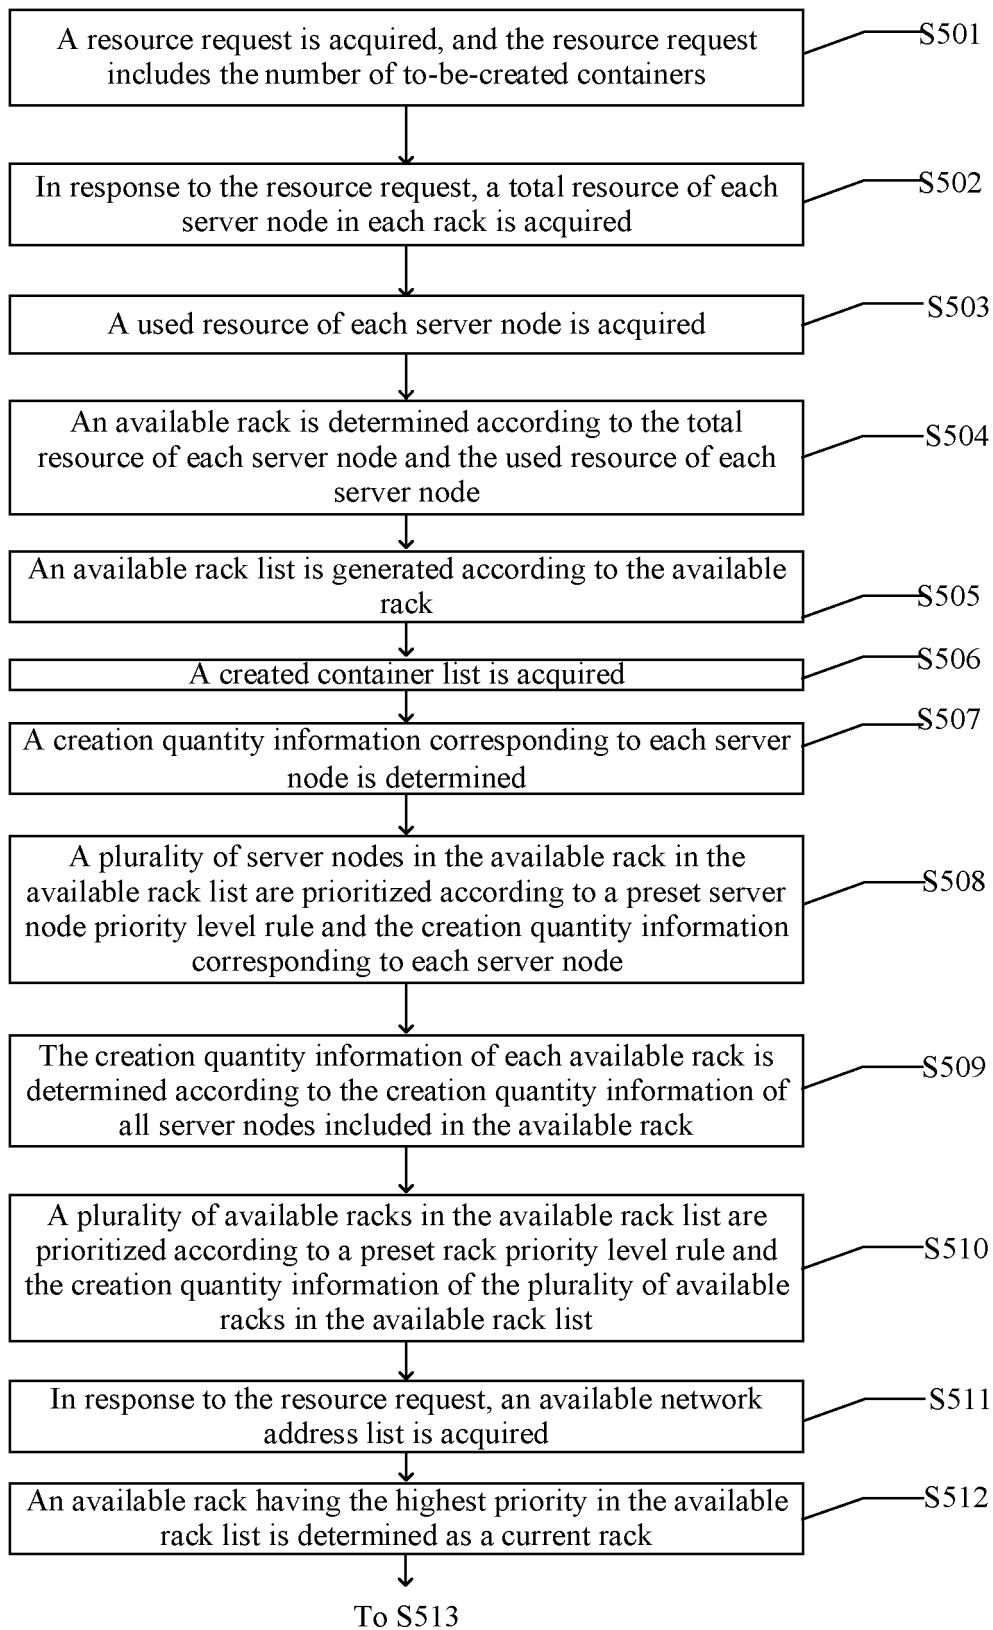 A resource request is acquired, and the resource request
includes the number of to-be-created containers
S501
In response to the resource request, a total resource of each
server node in each rack is acquired
S502
A used resource of each server node is acquired
S503
An available rack is determined according to the total
resource of each server node and the used resource of each
server node
S504
An available rack list is generated according to the available
rack
S505
A created container list is acquired
S506
A creation quantity information corresponding to each server
node is determined
S507
A plurality of server nodes in the available rack in the
available rack list are prioritized according to a preset server
node priority level rule and the creation quantity information
corresponding to each server node
S508
The creation quantity information of each available rack is
determined according to the creation quantity information of
all server nodes included in the available rack
S509
A plurality of available racks in the available rack list are
prioritized according to a preset rack priority level rule and
the creation quantity information of the plurality of available
racks in the available rack list
S510
In response to the resource request, an available network
address list is acquired
S511
An available rack having the highest priority in the available
rack list is determined as a current rack
S512
To S513